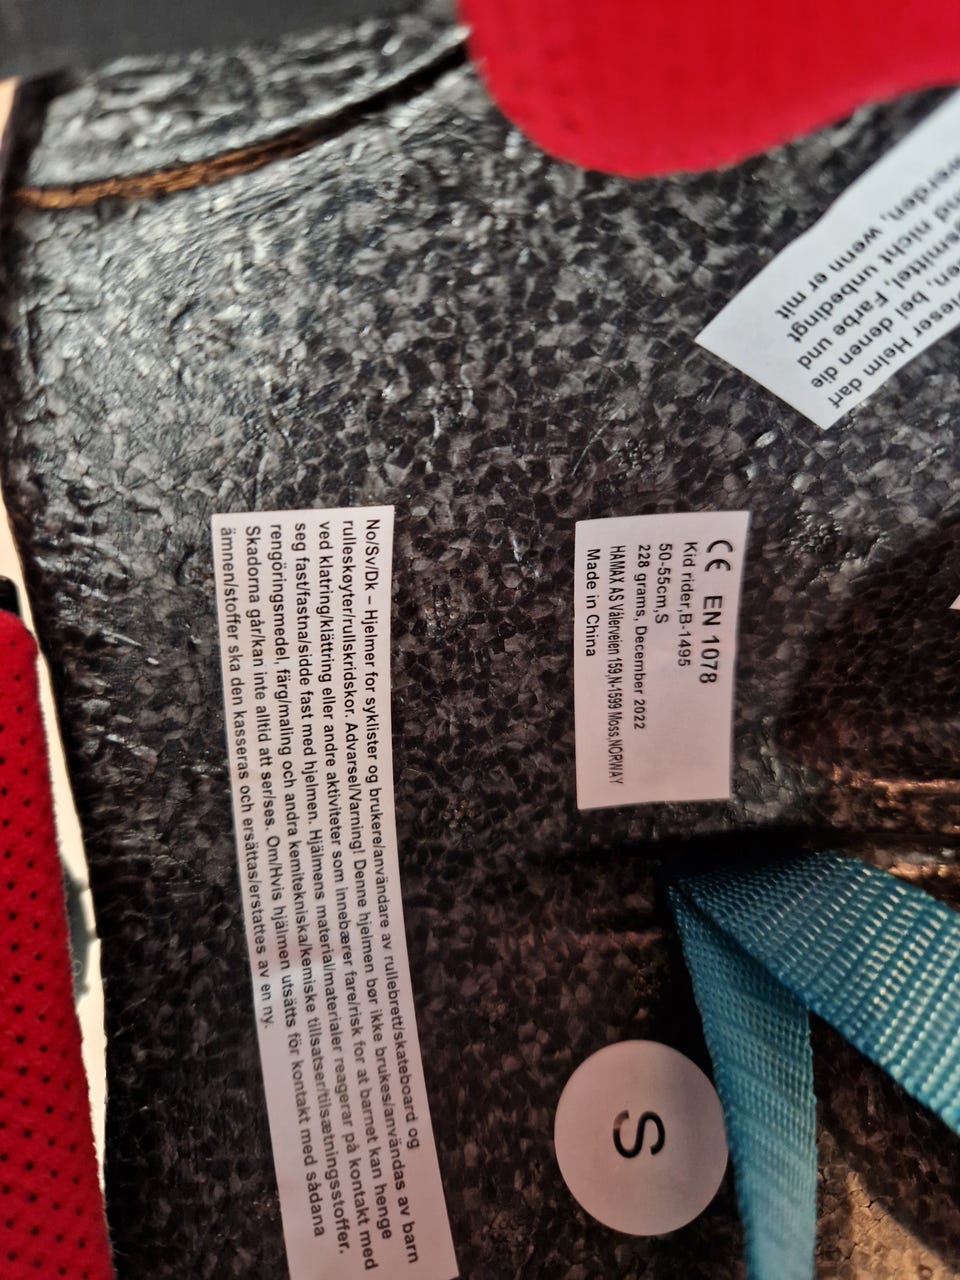 No/Sv/Dk – Hjelmer for syklister og brukere/användare av rullebrett/skateboard og
rulleskøyter/rullskridskor. Advarsel/Varning! Denne hjelmen bør ikke brukes/användas av barn
ved klatring/klättring eller andre aktiviteter som innebærer fare/risk for at barnet kan henge
seg fast/fastna/sidde fast med hjelmen. Hjälmens material/materialer reagerar på kontakt med
rengöringsmedel, färg/maling och andra kemitekniska/kemiske tillsatser/tilsætningsstoffer.
Skadorna går/kan inte alltid att ser/ses. Om/Hvis hjälmen utsätts för kontakt med sådana
ämnen/stoffer ska den kasseras och ersättas/erstattes av en ny.
CE EN 1078
Kid rider,B-1495
50-55cm,S
228 grams, December 2022
HAMAX AS Vålerveien 159,N-1599 Moss,NORWAY
Made in China
S
eser Helm darf
en, bei denen die
smittel, Farbe und
nd nicht unbedingt
werden, wenn er mit